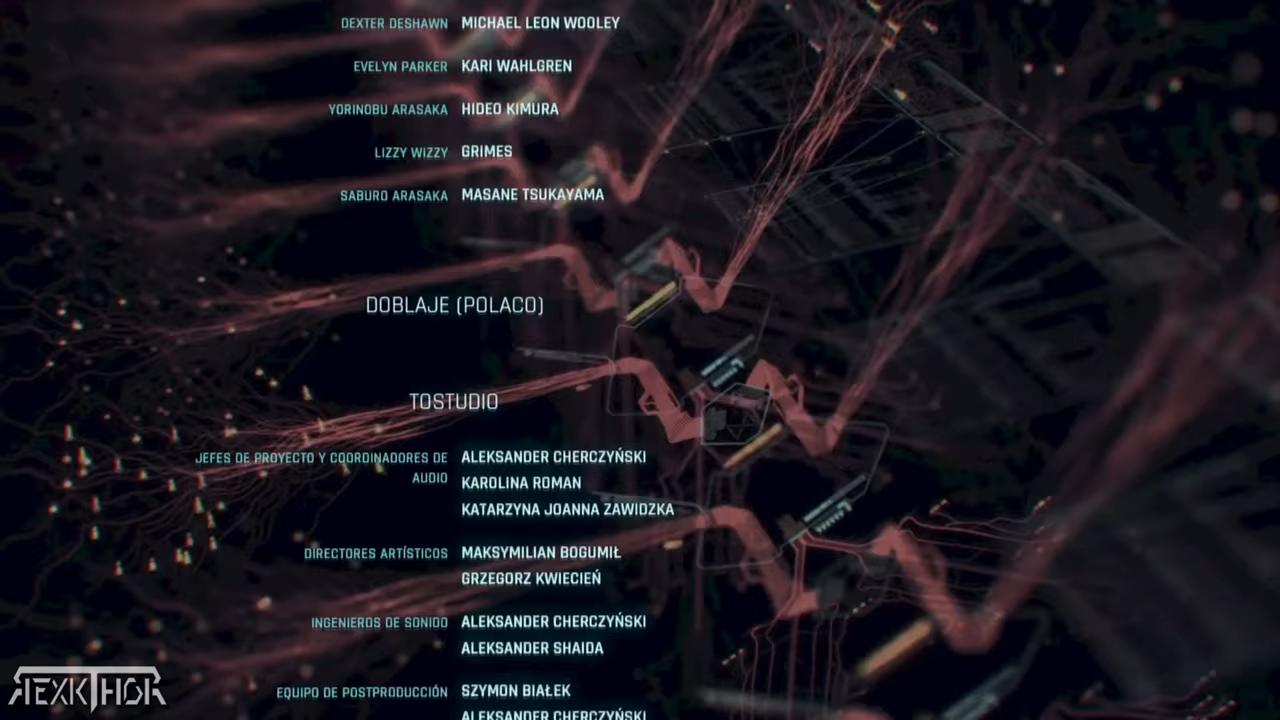 DEXTER DESHAWN MICHAEL LEON WOOLEY
EVELYN PARKER KARI WAHLGREN
YORINOBU ARASAKA HIDEO KIMURA
LIZZY WIZZY GRIMES
SABURO ARASAKA MASANE TSUKAYAMA
DOBLAJE (POLACO)
TOSTUDIO
JEFES DE PROYECTO Y COORDINADORES DE ALEKSANDER CHERCZYŃSKI
AUDIO KAROLINA ROMAN
KATARZYNA JOANNA ZAWIDZKA
DIRECTORES ARTÍSTICOS MAKSYMILIAN BOGUMIŁ
GRZEGORZ KWIECIEŃ
INGENIEROS DE SONIDO ALEKSANDER CHERCZYŃSKI
ALEKSANDER SHAIDA
EQUIPO DE POSTPRODUCCIÓN SZYMON BIAŁEK
ALEKSANDER CHERCZYŃSKI
REXKTHOR